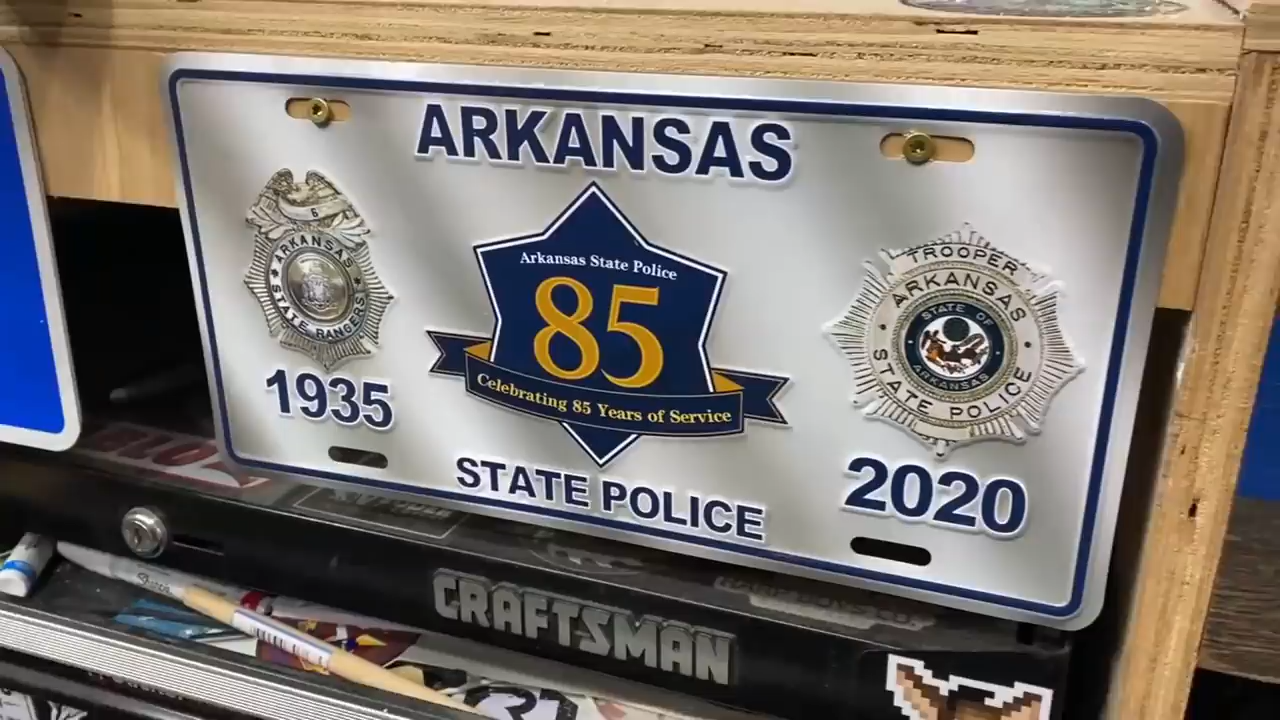 ARKANSAS
6
ARKANSAS
STATE RANGERS
1935
Arkansas State Police
85
Celebrating 85 Years of Service
STATE POLICE
TROOPER
ARKANSAS
STATE OF
ARKANSAS
STATE POLICE
2020
CRAFTSMAN